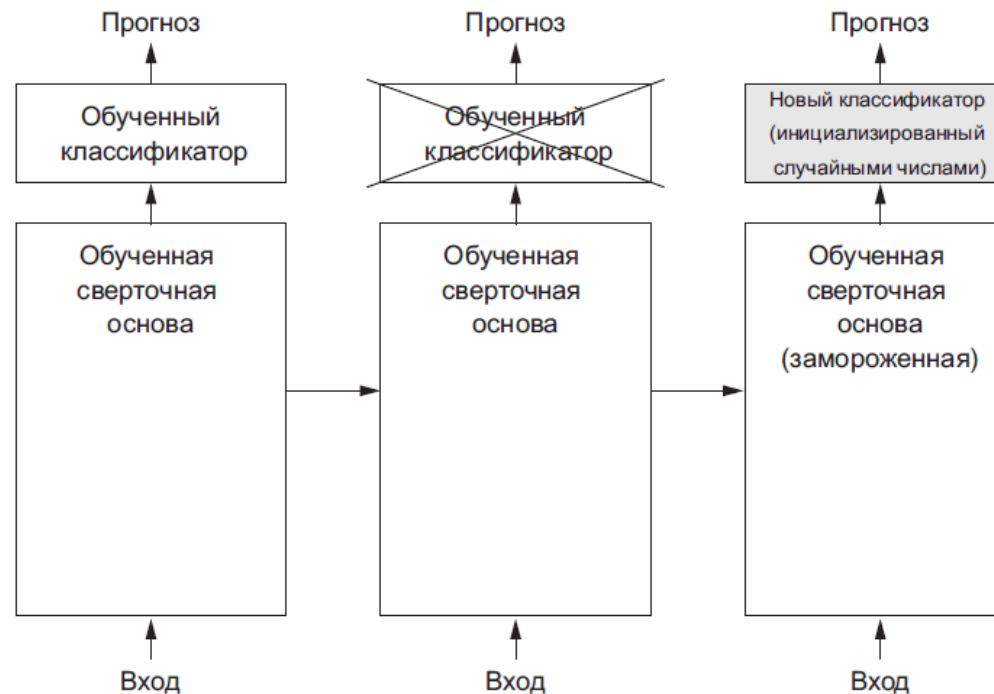 Прогноз
Обученный
классификатор
Обученная
сверточная
основа
Вход
Прогноз
Обученный
классификатор
Обученная
сверточная
основа
Вход
Прогноз
Новый классификатор
(инициализированный
случайными числами)
Обученная
сверточная
основа
(замороженная)
Вход